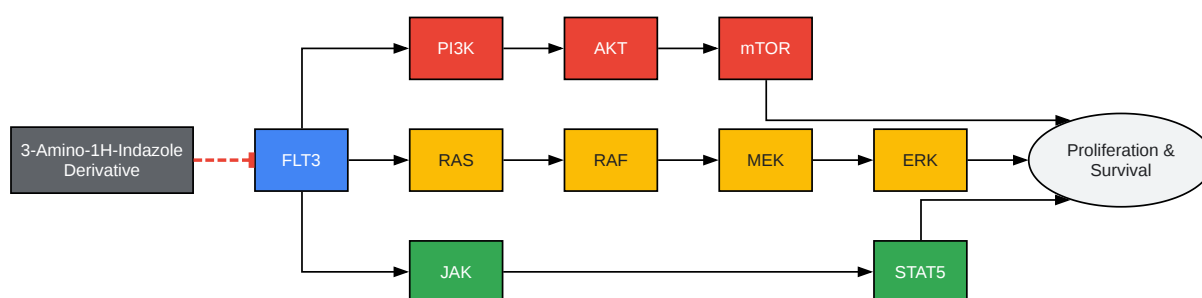 PI3K
AKT
mTOR
3-Amino-1H-Indazole
Derivative
FLT3
RAS
RAF
MEK
ERK
Proliferation &
Survival
JAK
STAT5